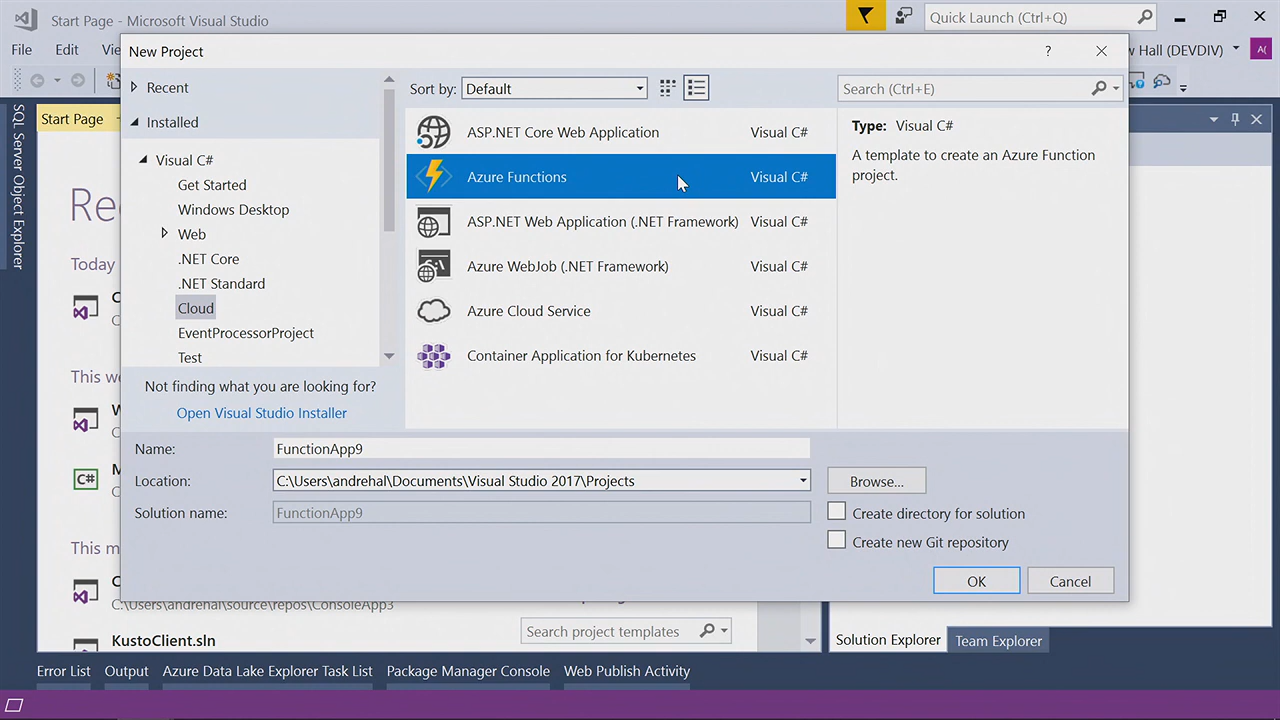 Start Page - Microsoft Visual Studio
Quick Launch (Ctrl+Q)
File Edit
Hall (DEVDIV)
New Project
?
Recent
Installed
Visual C#
Get Started
Windows Desktop
Web
.NET Core
.NET Standard
Cloud
EventProcessorProject
Test
Not finding what you are looking for?
Open Visual Studio Installer
Sort by: Default
Search (Ctrl+E)
ASP.NET Core Web Application Visual C#
Azure Functions Visual C#
ASP.NET Web Application (.NET Framework) Visual C#
Azure WebJob (.NET Framework) Visual C#
Azure Cloud Service Visual C#
Container Application for Kubernetes Visual C#
Type: Visual C#
A template to create an Azure Function
project.
Name: FunctionApp9
Location: C:\Users\andrehal\Documents\Visual Studio 2017\Projects
Browse...
Solution name: FunctionApp9
Create directory for solution
Create new Git repository
OK Cancel
SQL Server Object Explorer
Start Page
Today
This
C#
This
C:\Users\andrehal\source\repos\ConsoleApp3
KustoClient.sln
Search project templates
Solution Explorer Team Explorer
Error List Output Azure Data Lake Explorer Task List Package Manager Console Web Publish Activity